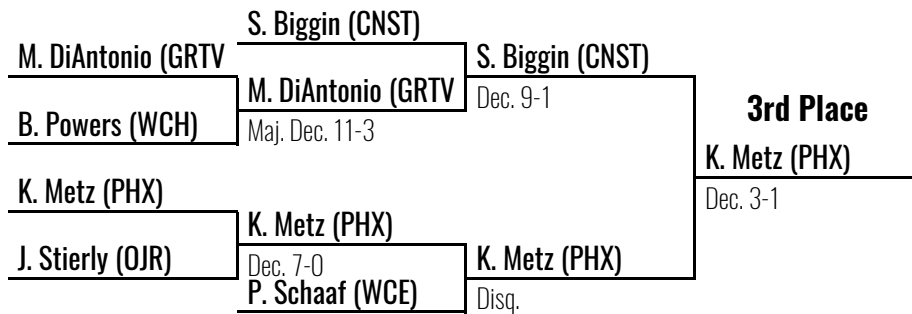 S. Biggin (CNST)
M. DiAntonio (GRTV
S. Biggin (CNST)
M. DiAntonio (GRTV
Dec. 9-1
3rd Place
B. Powers (WCH)
Maj. Dec. 11-3
K. Metz (PHX)
K. Metz (PHX)
Dec. 3-1
K. Metz (PHX)
J. Stierly (OJR)
Dec. 7-0
K. Metz (PHX)
P. Schaaf (WCE)
Disq.